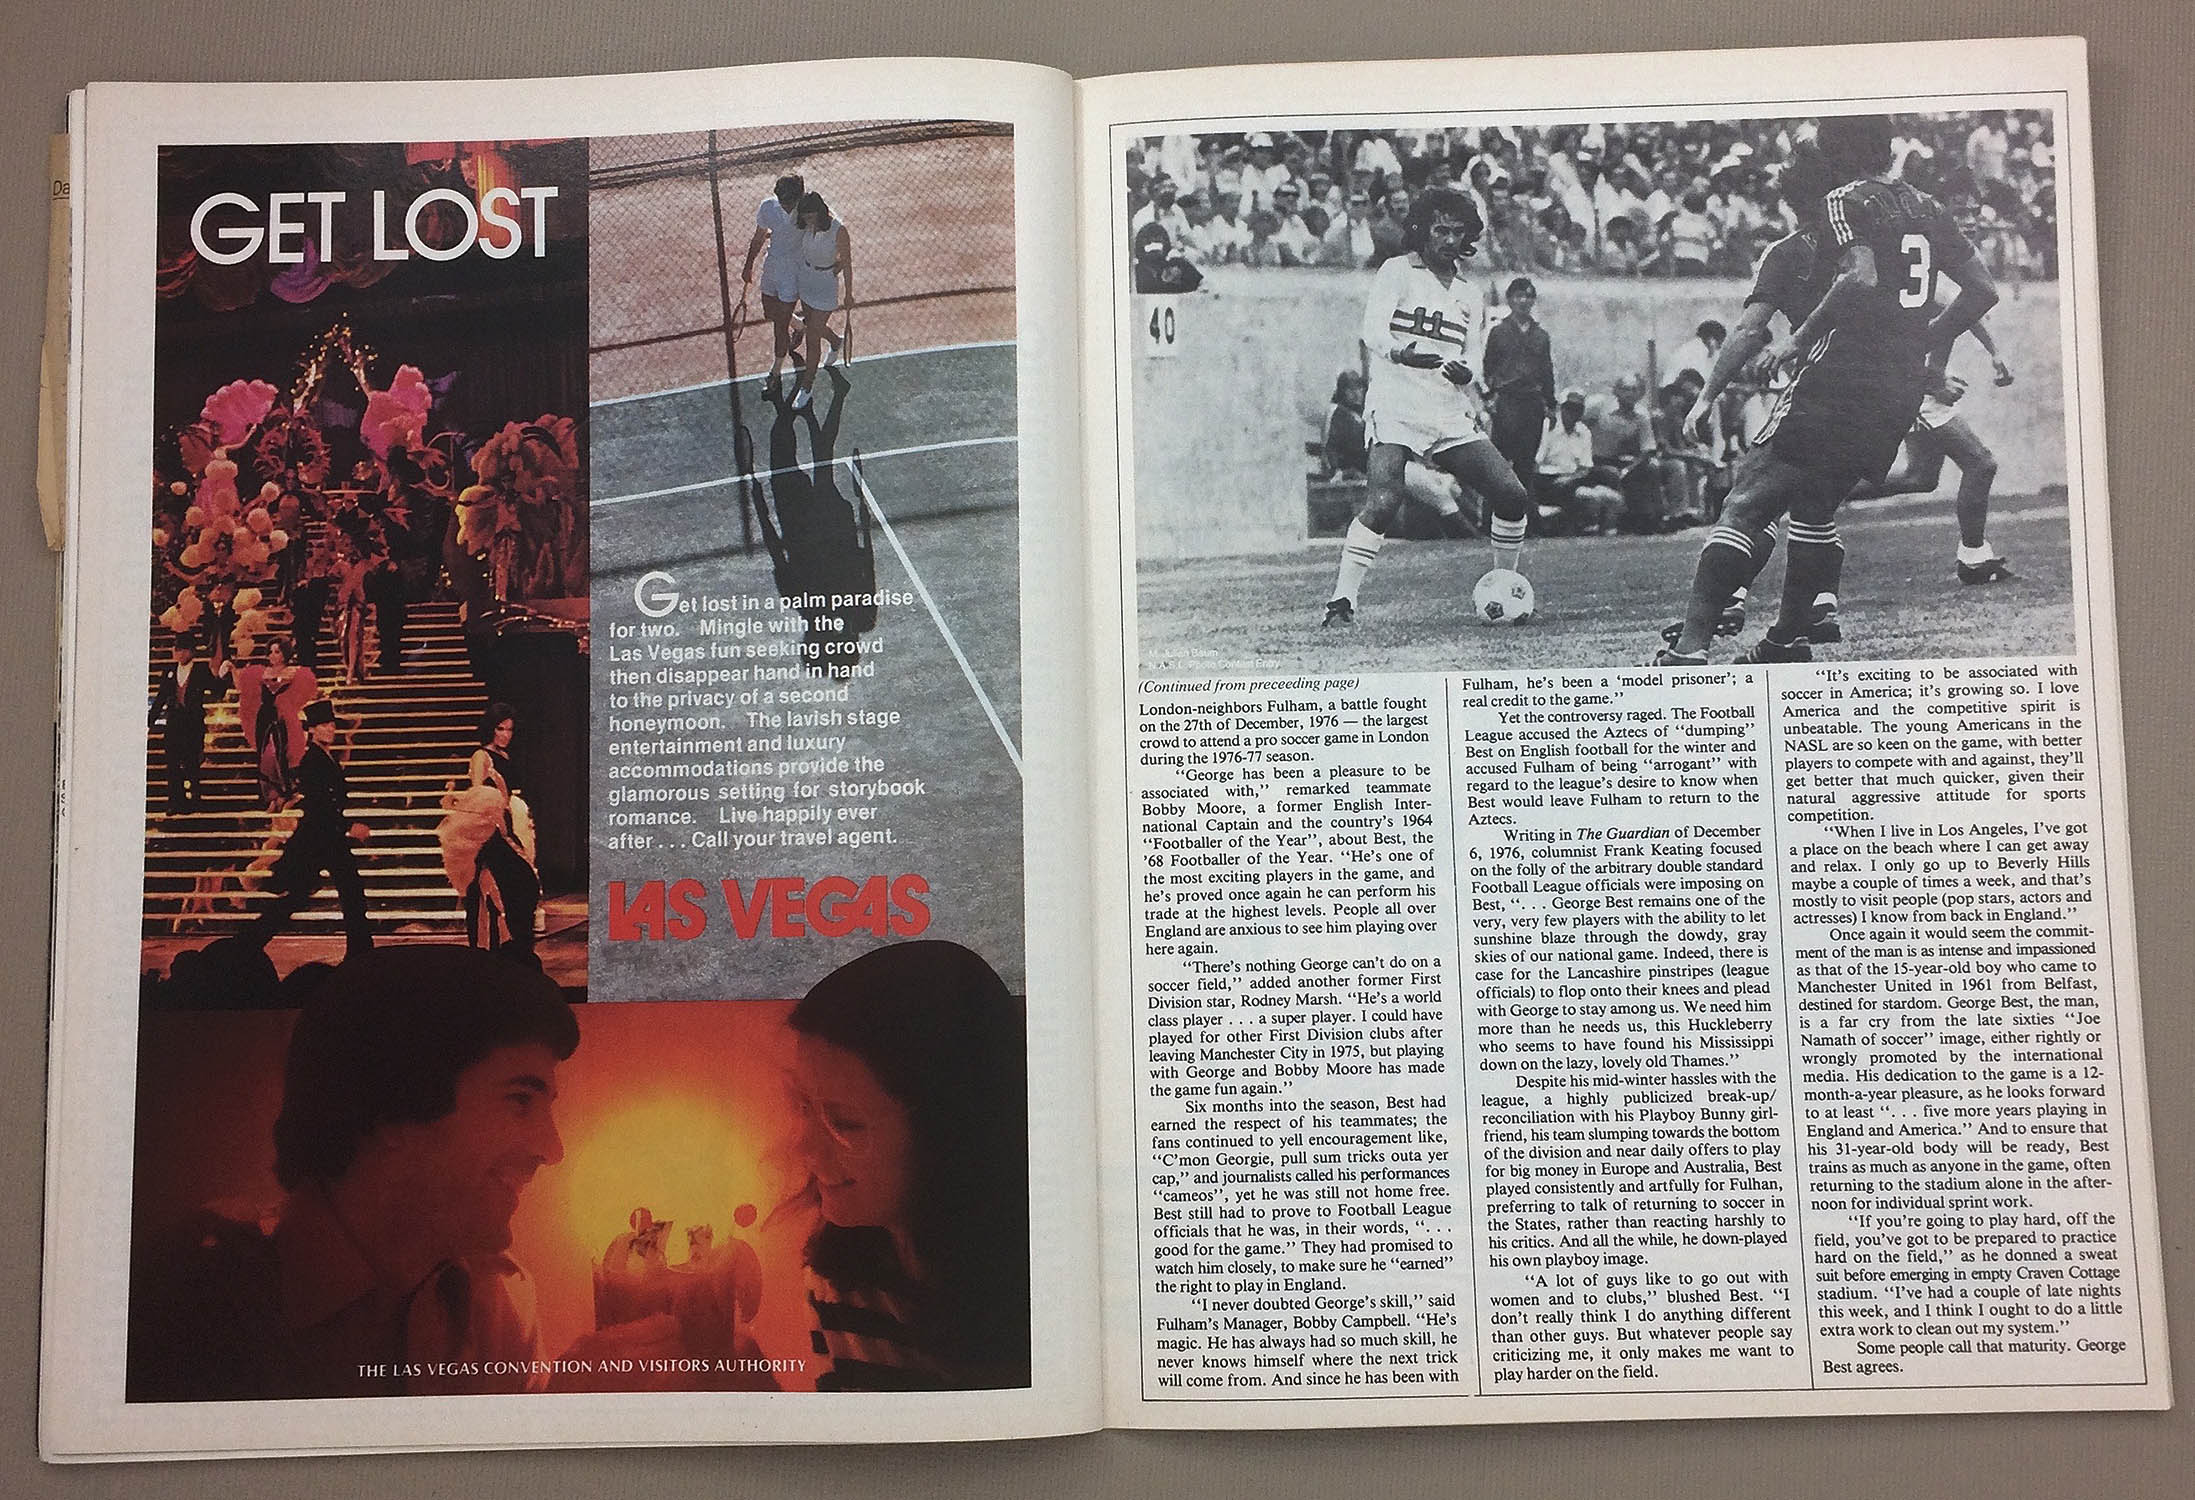 Da
GET LOST
Get lost in a palm paradise
for two. Mingle with the
Las Vegas fun seeking crowd
then disappear hand in hand
to the privacy of a second
honeymoon. The lavish stage
entertainment and luxury
accommodations provide the
glamorous setting for storybook
romance. Live happily ever
after . . . Call your travel agent.
LAS VEGAS
THE LAS VEGAS CONVENTION AND VISITORS AUTHORITY
40
3
M. Julian Baum
N.A.S.L. Photo Contest Entry
(Continued from preceeding page)
London-neighbors Fulham, a battle fought
on the 27th of December, 1976 — the largest
crowd to attend a pro soccer game in London
during the 1976-77 season.
“George has been a pleasure to be
associated with,” remarked teammate
Bobby Moore, a former English Inter-
national Captain and the country's 1964
“Footballer of the Year”, about Best, the
'68 Footballer of the Year. “He's one of
the most exciting players in the game, and
he's proved once again he can perform his
trade at the highest levels. People all over
England are anxious to see him playing over
here again.
“There's nothing George can't do on a
soccer field,” added another former First
Division star, Rodney Marsh. “He's a world
class player . . . a super player. I could have
played for other First Division clubs after
leaving Manchester City in 1975, but playing
with George and Bobby Moore has made
the game fun again.”
Six months into the season, Best had
earned the respect of his teammates; the
fans continued to yell encouragement like,
“C'mon Georgie, pull sum tricks outa yer
cap,” and journalists called his performances
“cameos”, yet he was still not home free.
Best still had to prove to Football League
officials that he was, in their words, “. . .
good for the game.” They had promised to
watch him closely, to make sure he “earned”
the right to play in England.
“I never doubted George's skill,” said
Fulham's Manager, Bobby Campbell. “He's
magic. He has always had so much skill, he
never knows himself where the next trick
will come from. And since he has been with
Fulham, he's been a ‘model prisoner’; a
real credit to the game.”
Yet the controversy raged. The Football
League accused the Aztecs of “dumping”
Best on English football for the winter and
accused Fulham of being “arrogant” with
regard to the league's desire to know when
Best would leave Fulham to return to the
Aztecs.
Writing in The Guardian of December
6, 1976, columnist Frank Keating focused
on the folly of the arbitrary double standard
Football League officials were imposing on
Best, “. . . George Best remains one of the
very, very few players with the ability to let
sunshine blaze through the dowdy, gray
skies of our national game. Indeed, there is
case for the Lancashire pinstripes (league
officials) to flop onto their knees and plead
with George to stay among us. We need him
more than he needs us, this Huckleberry
who seems to have found his Mississippi
down on the lazy, lovely old Thames.”
Despite his mid-winter hassles with the
league, a highly publicized break-up/
reconciliation with his Playboy Bunny girl-
friend, his team slumping towards the bottom
of the division and near daily offers to play
for big money in Europe and Australia, Best
played consistently and artfully for Fulhan,
preferring to talk of returning to soccer in
the States, rather than reacting harshly to
his critics. And all the while, he down-played
his own playboy image.
“A lot of guys like to go out with
women and to clubs,” blushed Best. “I
don't really think I do anything different
than other guys. But whatever people say
criticizing me, it only makes me want to
play harder on the field.
“It's exciting to be associated with
soccer in America; it's growing so. I love
America and the competitive spirit is
unbeatable. The young Americans in the
NASL are so keen on the game, with better
players to compete with and against, they'll
get better that much quicker, given their
natural aggressive attitude for sports
competition.
“When I live in Los Angeles, I've got
a place on the beach where I can get away
and relax. I only go up to Beverly Hills
maybe a couple of times a week, and that's
mostly to visit people (pop stars, actors and
actresses) I know from back in England.”
Once again it would seem the commit-
ment of the man is as intense and impassioned
as that of the 15-year-old boy who came to
Manchester United in 1961 from Belfast,
destined for stardom. George Best, the man,
is a far cry from the late sixties “Joe
Namath of soccer” image, either rightly or
wrongly promoted by the international
media. His dedication to the game is a 12-
month-a-year pleasure, as he looks forward
to at least “. . . five more years playing in
England and America.” And to ensure that
his 31-year-old body will be ready, Best
trains as much as anyone in the game, often
returning to the stadium alone in the after-
noon for individual sprint work.
“If you're going to play hard, off the
field, you've got to be prepared to practice
hard on the field,” as he donned a sweat
suit before emerging in empty Craven Cottage
stadium. “I've had a couple of late nights
this week, and I think I ought to do a little
extra work to clean out my system.”
Some people call that maturity. George
Best agrees.